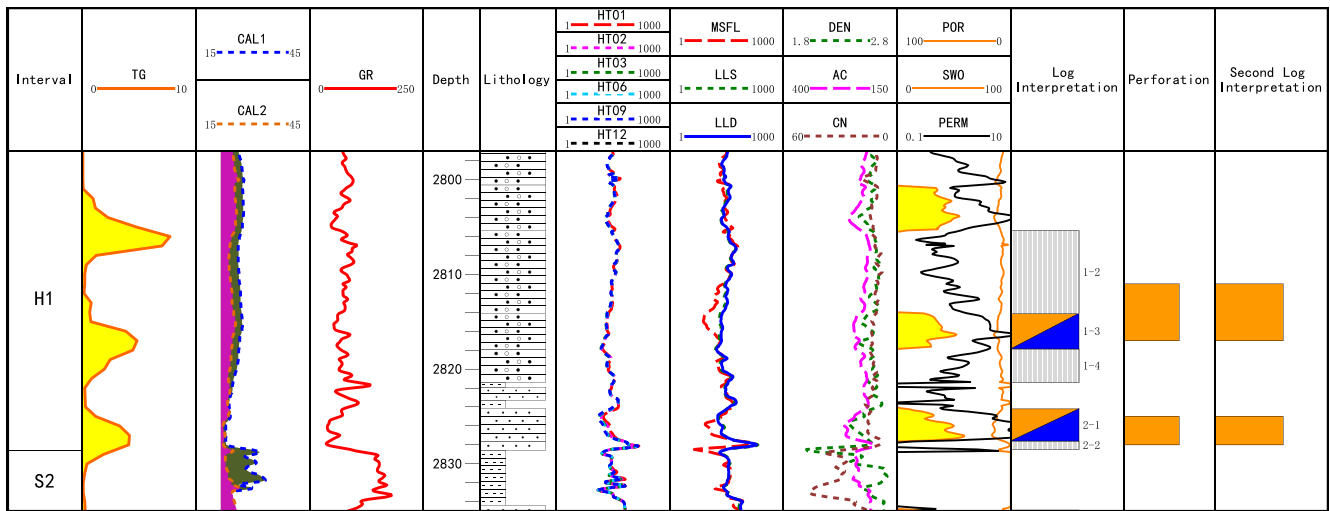 Interval
TG
0 10
CAL1
15 45
CAL2
15 45
GR
0 250
Depth
Lithology
HT01
1 1000
HT02
1 1000
HT03
1 1000
HT06
1 1000
HT09
1 1000
HT12
1 1000
MSFL
1 1000
LLS
1 1000
LLD
1 1000
DEN
1.8 2.8
AC
400 150
CN
60 0
POR
100 0
SWO
0 100
PERM
0.1 10
Log
Interpretation
Perforation
Second Log
Interpretation
H1
S2
2800
2810
2820
2830
1-2
1-3
1-4
2-1
2-2